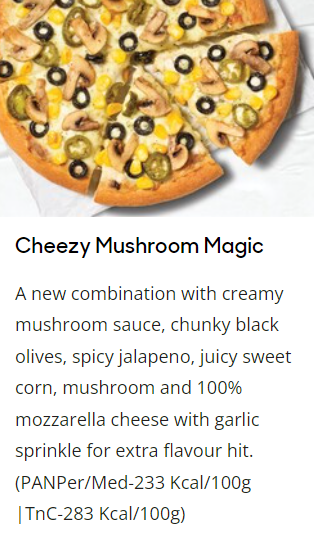 Cheezy Mushroom Magic
A new combination with creamy
mushroom sauce, chunky black
olives, spicy jalapeno, juicy sweet
corn, mushroom and 100%
mozzarella cheese with garlic
sprinkle for extra flavour hit.
(PANPer/Med-233 Kcal/100g
|TnC-283 Kcal/100g)